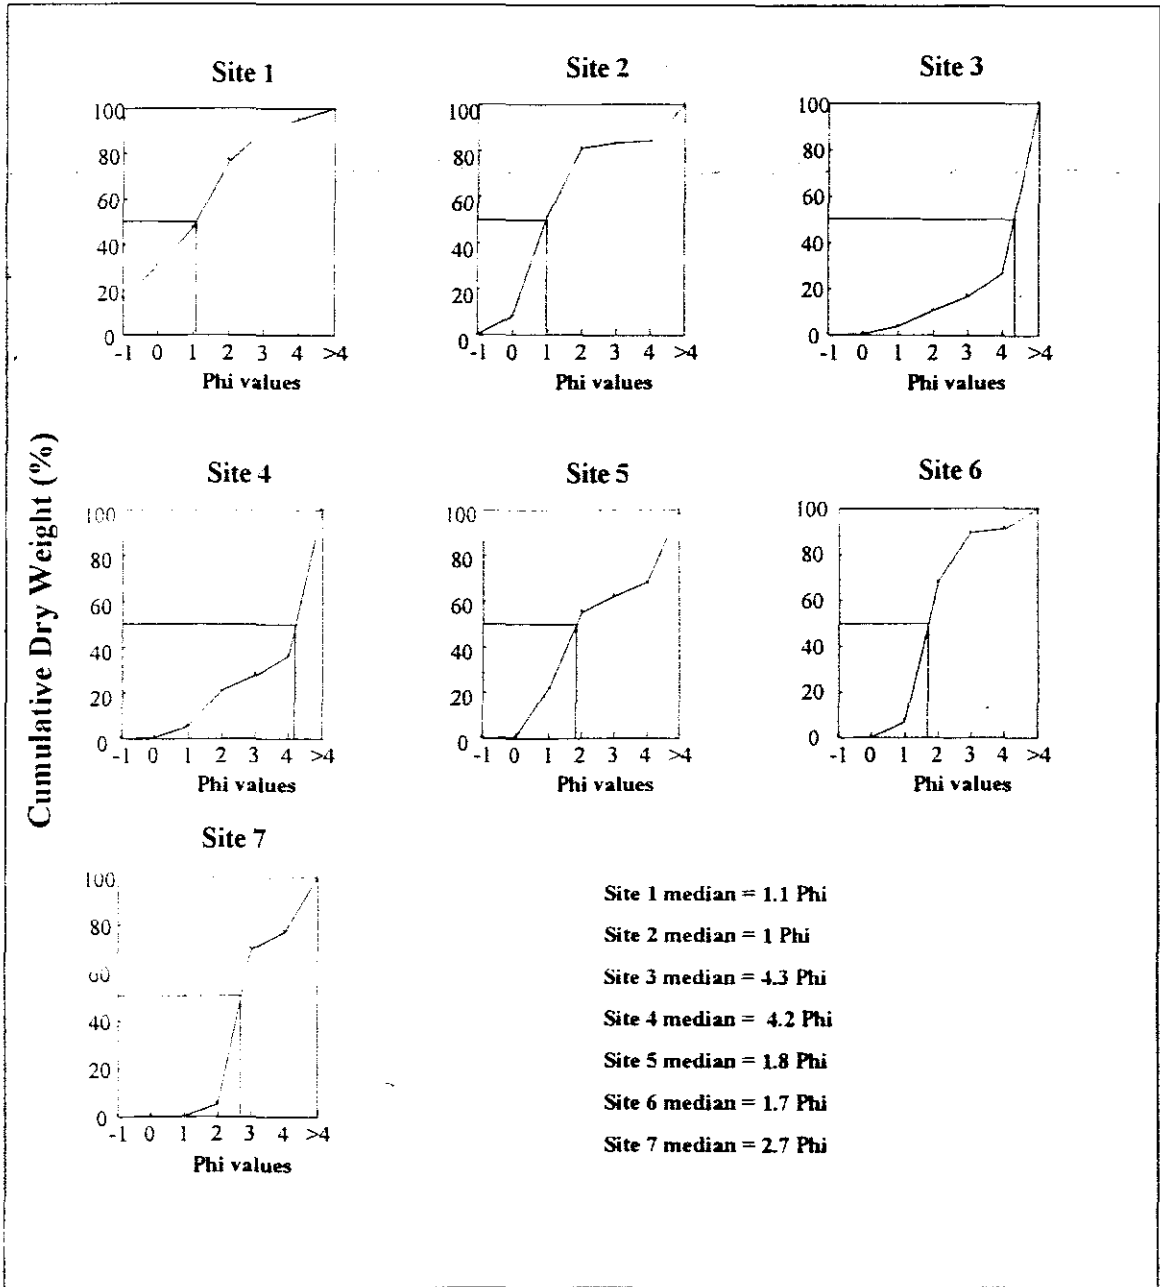 Site 1
100
80
60
40
20
0
-1 0 1 2 3 4 >4
Phi values
Site 2
100
80
60
40
20
0
-1 0 1 2 3 4 >4
Phi values
Site 3
100
80
60
40
20
0
-1 0 1 2 3 4 >4
Phi values
Cumulative Dry Weight (%)
Site 4
100
80
60
40
20
0
-1 0 1 2 3 4 >4
Phi values
Site 5
100
80
60
40
20
0
-1 0 1 2 3 4 >4
Phi values
Site 6
100
80
60
40
20
0
-1 0 1 2 3 4 >4
Phi values
Site 7
100
80
60
40
20
0
-1 0 1 2 3 4 >4
Phi values
Site 1 median = 1.1 Phi
Site 2 median = 1 Phi
Site 3 median = 4.3 Phi
Site 4 median = 4.2 Phi
Site 5 median = 1.8 Phi
Site 6 median = 1.7 Phi
Site 7 median = 2.7 Phi